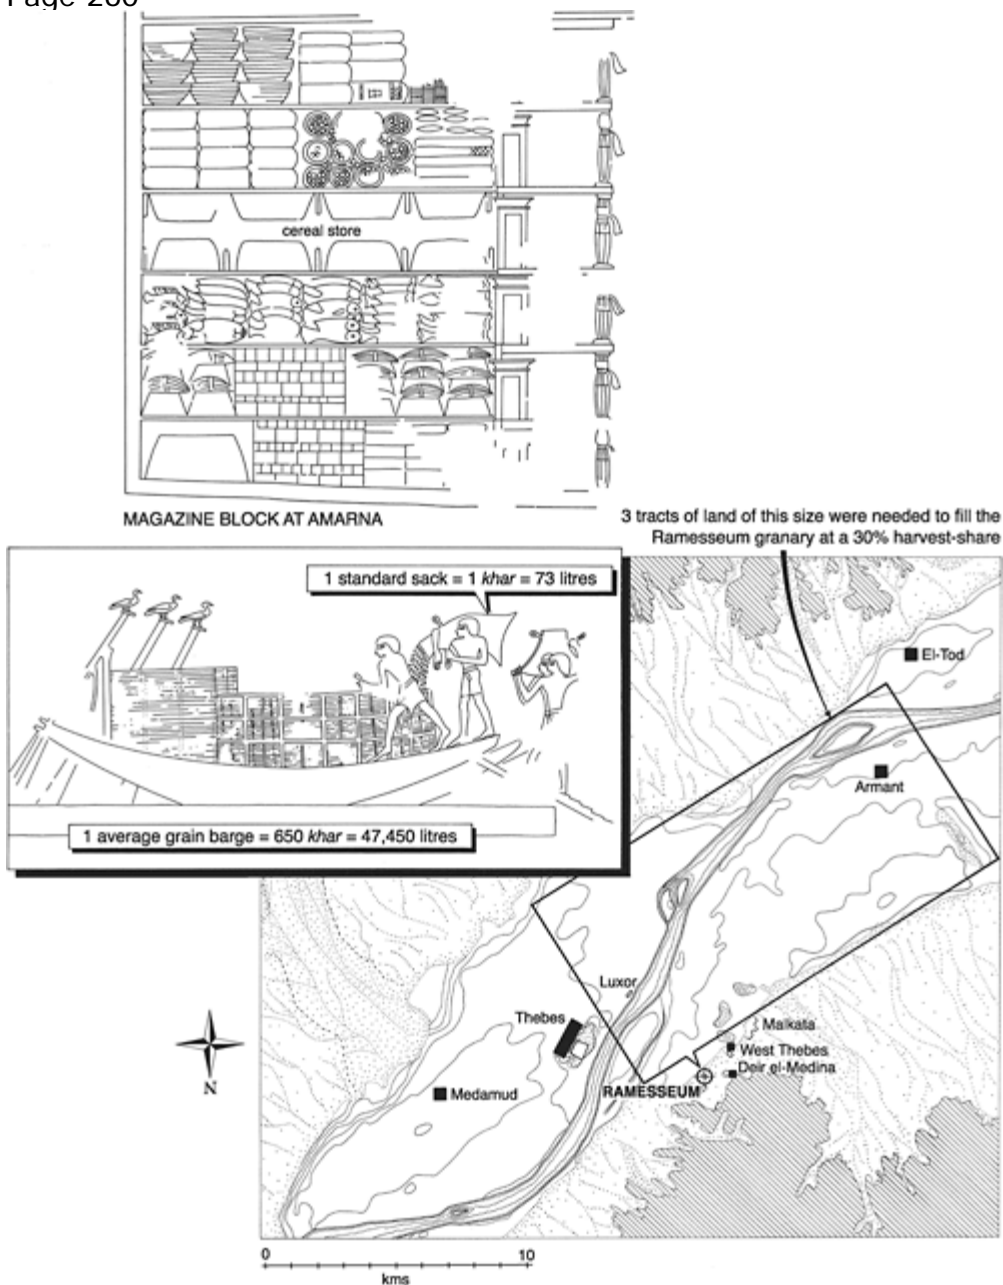 Page 200
cereal store
MAGAZINE BLOCK AT AMARNA
3 tracts of land of this size were needed to fill the
Ramesseum granary at a 30% harvest-share
1 standard sack = 1 khar = 73 litres
El-Tod
Armant
1 average grain barge = 650 khar = 47,450 litres
Luxor
Thebes
Malkata
West Thebes
Deir el-Medina
RAMESSEUM
Medamud
N
0 10
kms